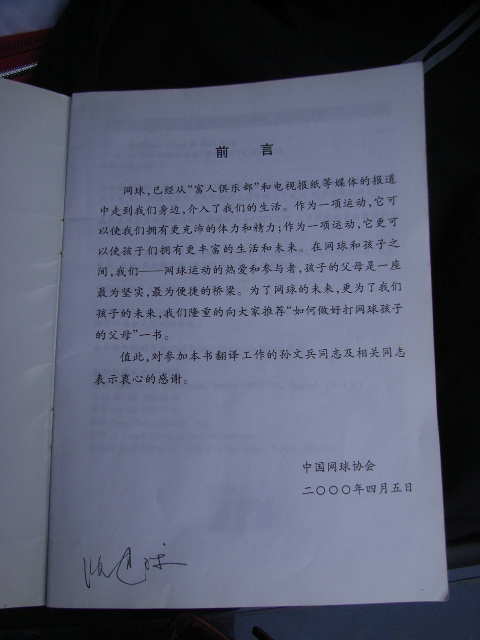 前 言
网球，已经从“富人俱乐部”和电视报纸等媒体的报道
中走到我们身边，介入了我们的生活。作为一项运动，它可
以使我们拥有更充沛的体力和精力；作为一项运动，它更可
以使孩子们拥有更丰富的生活和未来。在网球和孩子之
间，我们——网球运动的热爱和参与者，孩子的父母是一座
最为坚实，最为便捷的桥梁。为了网球的未来，更为了我们
孩子的未来，我们隆重的向大家推荐“如何做好打网球孩子
的父母”一书。
值此，对参加本书翻译工作的孙文兵同志及相关同志
表示衷心的感谢。
中国网球协会
二〇〇〇年四月五日